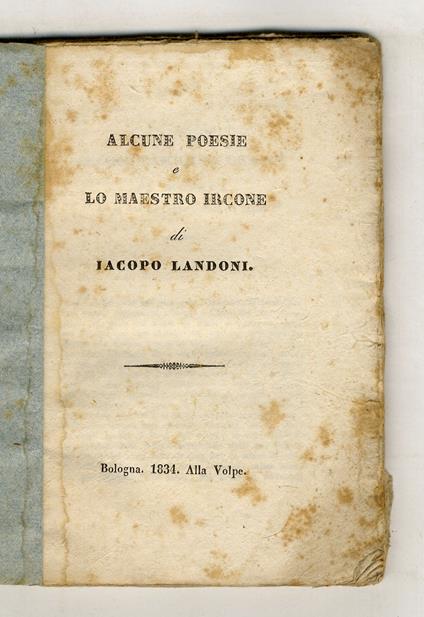 ALCUNE POESIE
e
LO MAESTRO IRCONE
di
IACOPO LANDONI.
Bologna. 1834. Alla Volpe.